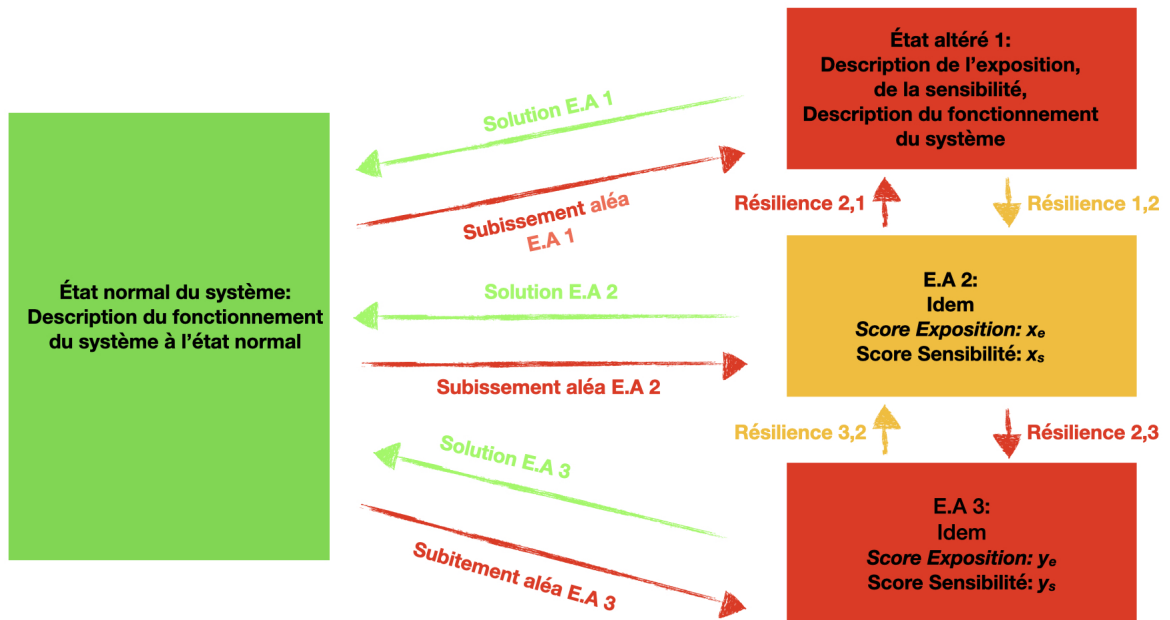 État normal du système:
Description du fonctionnement
du système à l'état normal
Solution E.A 1
Subissement aléa
E.A 1
Solution E.A 2
Subissement aléa E.A 2
Solution E.A 3
Subitement aléa E.A 3
État altéré 1:
Description de l'exposition,
de la sensibilité,
Description du fonctionnement
du système
Résilience 2,1
Résilience 1,2
E.A 2:
Idem
Score Exposition: xₑ
Score Sensibilité: xₛ
Résilience 3,2
Résilience 2,3
E.A 3:
Idem
Score Exposition: yₑ
Score Sensibilité: yₛ